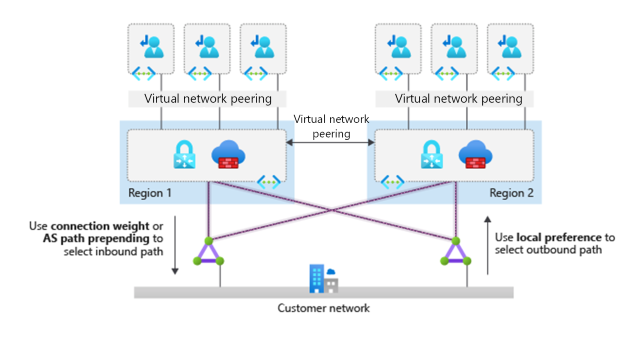 Virtual network peering
Virtual network peering
Virtual network
peering
Region 1
Region 2
Use connection weight or
AS path prepending to
select inbound path
Use local preference to
select outbound path
Customer network